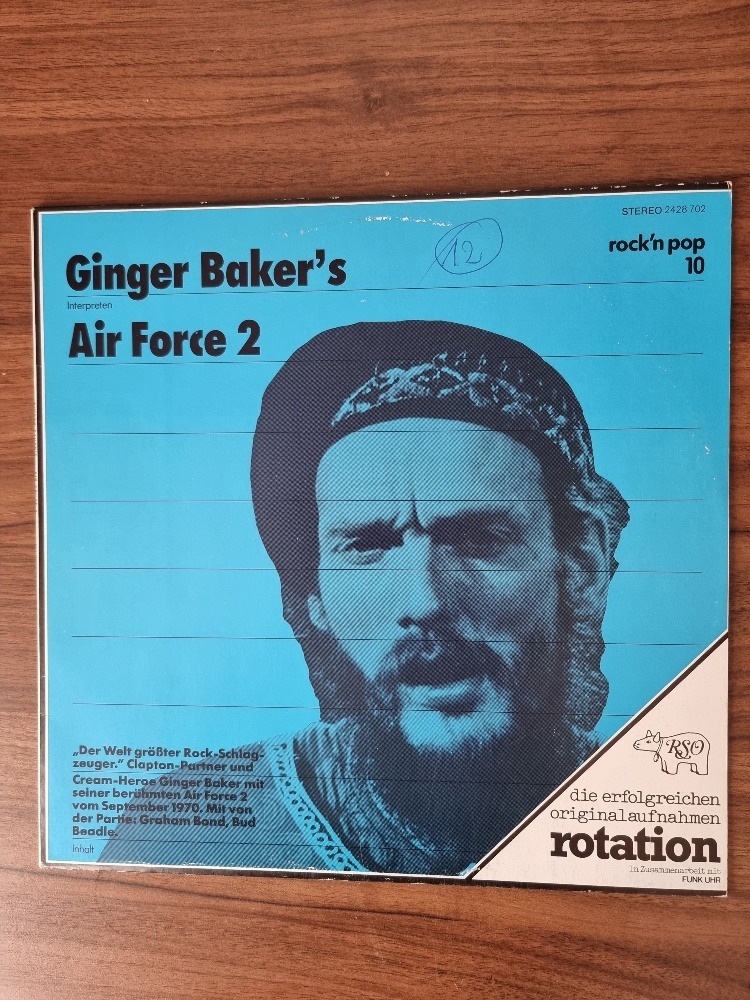 STEREO 2428 702
12
rock'n pop
10
Ginger Baker's
Interpreten
Air Force 2
„Der Welt größter Rock-Schlag-
zeuger.” Clapton-Partner und
Cream-Heroe Ginger Baker mit
seiner berühmten Air Force 2
vom September 1970. Mit von
der Partie: Graham Bond, Bud
Beadle.
Inhalt
RSO
die erfolgreichen
originalaufnahmen
rotation
in Zusammenarbeit mit
FUNK UHR